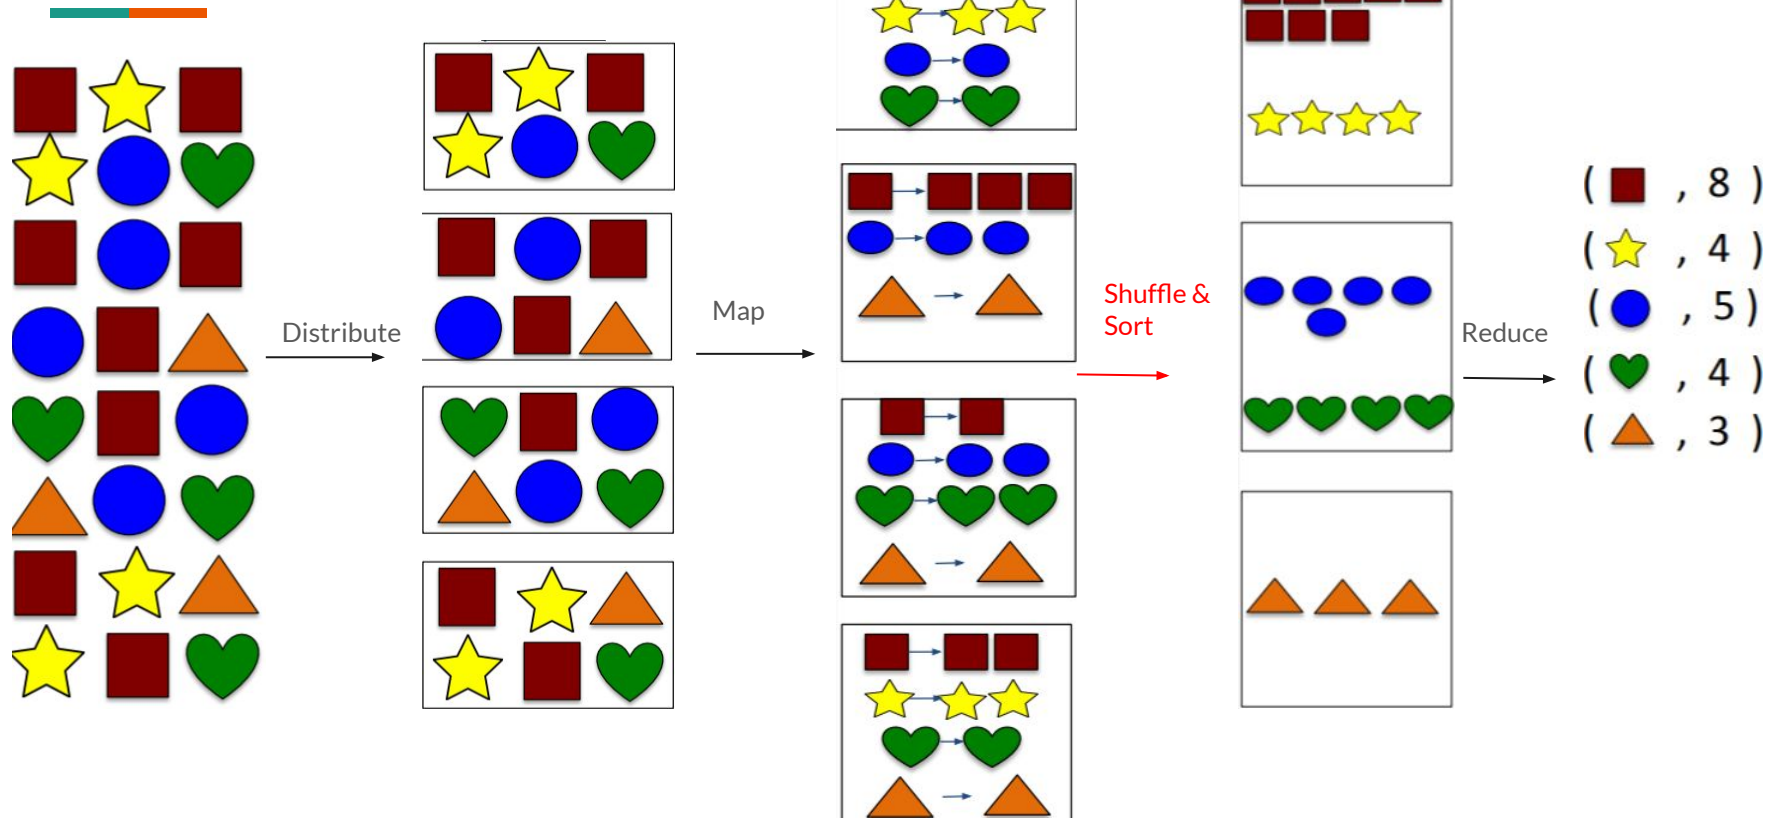 Distribute
Map
Shuffle &
Sort
Reduce
( , 8 )
( , 4 )
( , 5 )
( , 4 )
( , 3 )